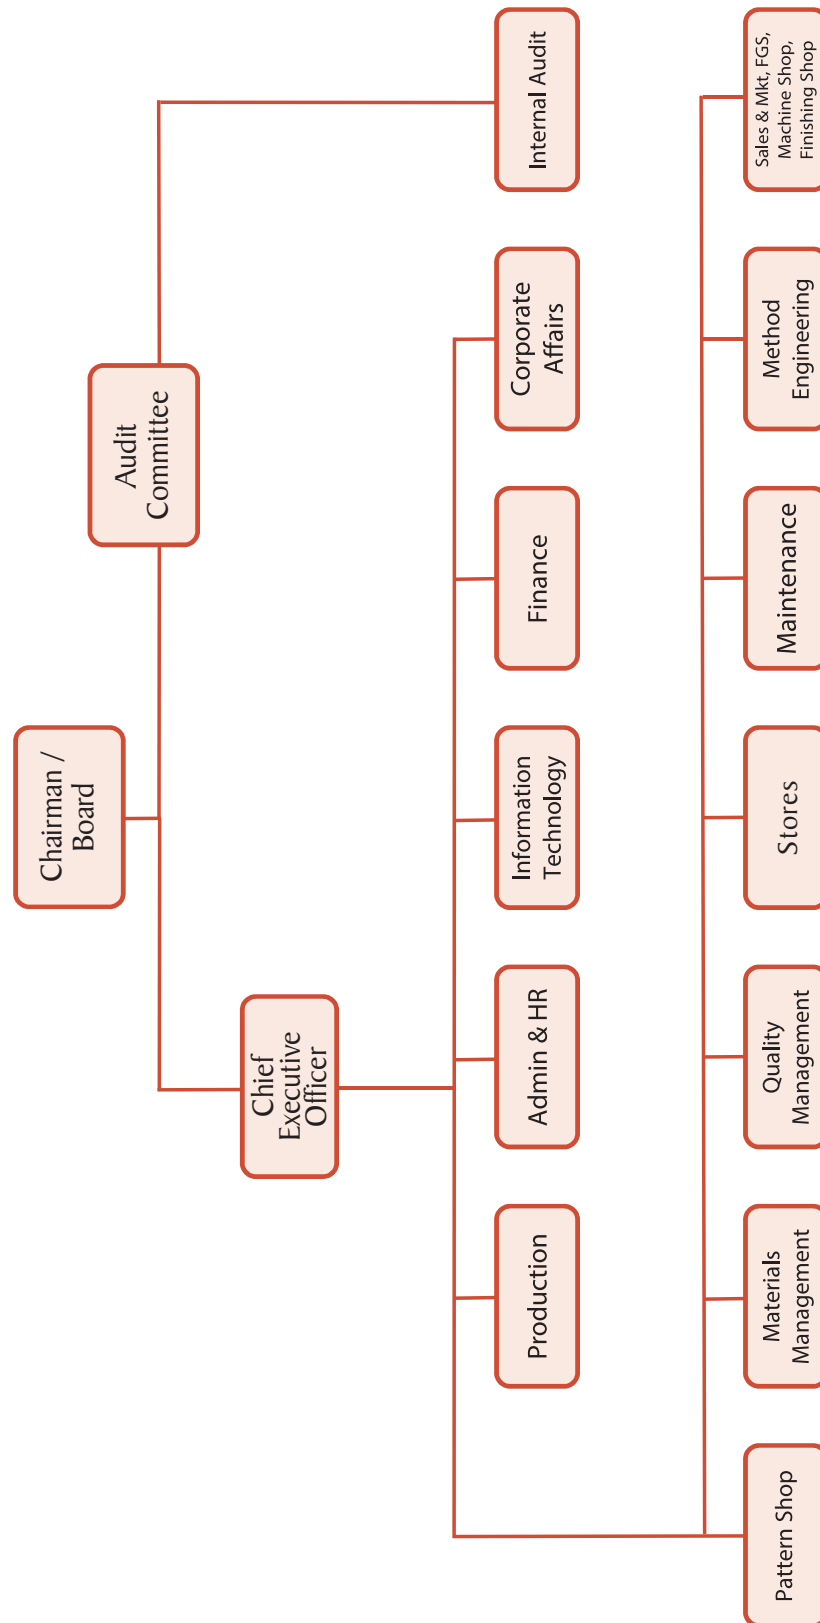 Chairman /
Board
Audit
Committee
Chief
Executive
Officer
Production
Admin & HR
Information
Technology
Finance
Corporate
Affairs
Internal Audit
Pattern Shop
Materials
Management
Quality
Management
Stores
Maintenance
Method
Engineering
Sales & Mkt, FGS,
Machine Shop,
Finishing Shop